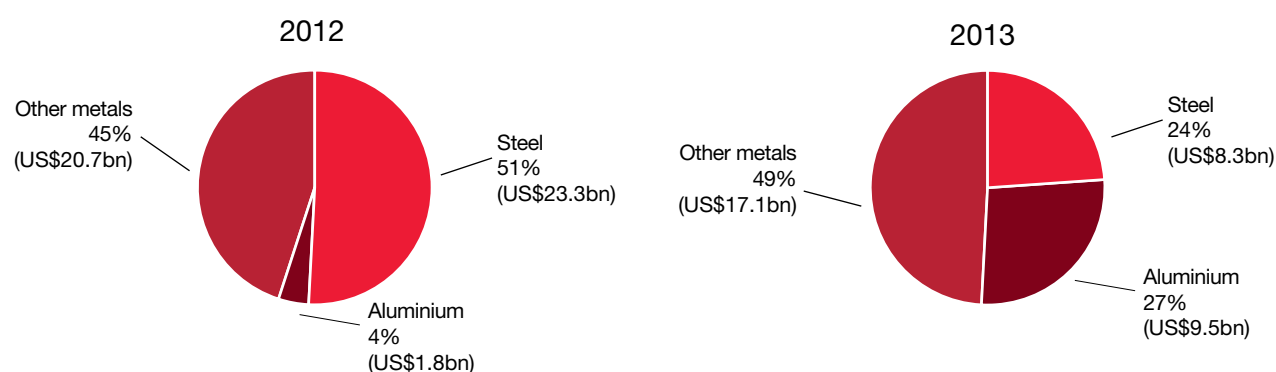 2012
Other metals
45%
(US$20.7bn)
Steel
51%
(US$23.3bn)
Aluminium
4%
(US$1.8bn)
2013
Other metals
49%
(US$17.1bn)
Steel
24%
(US$8.3bn)
Aluminium
27%
(US$9.5bn)